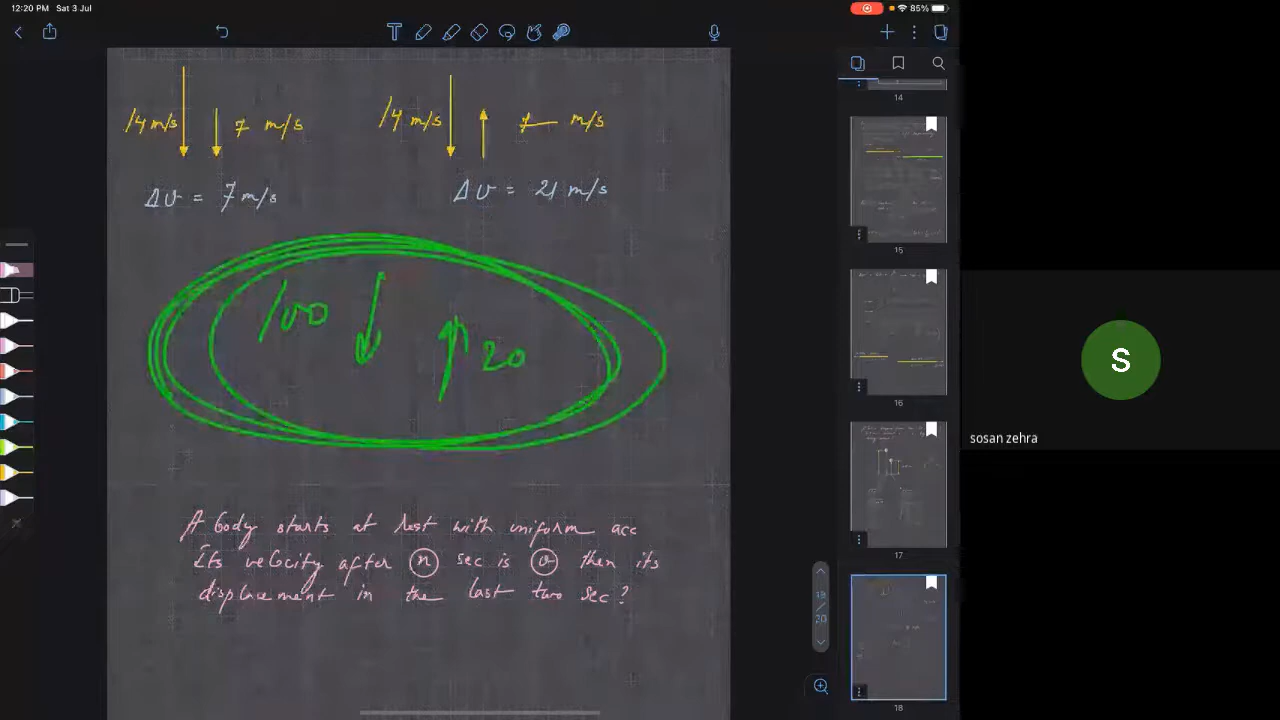 12:20 PM Sat 3 Jul
85%
14 m/s 7 m/s
14 m/s 7 m/s
Δv = 7 m/s
Δv = 21 m/s
100
20
A body starts at rest with uniform acc
Its velocity after n sec is v then its
displacement in the last two sec?
14
15
16
17
18
19
20
S
sosan zehra